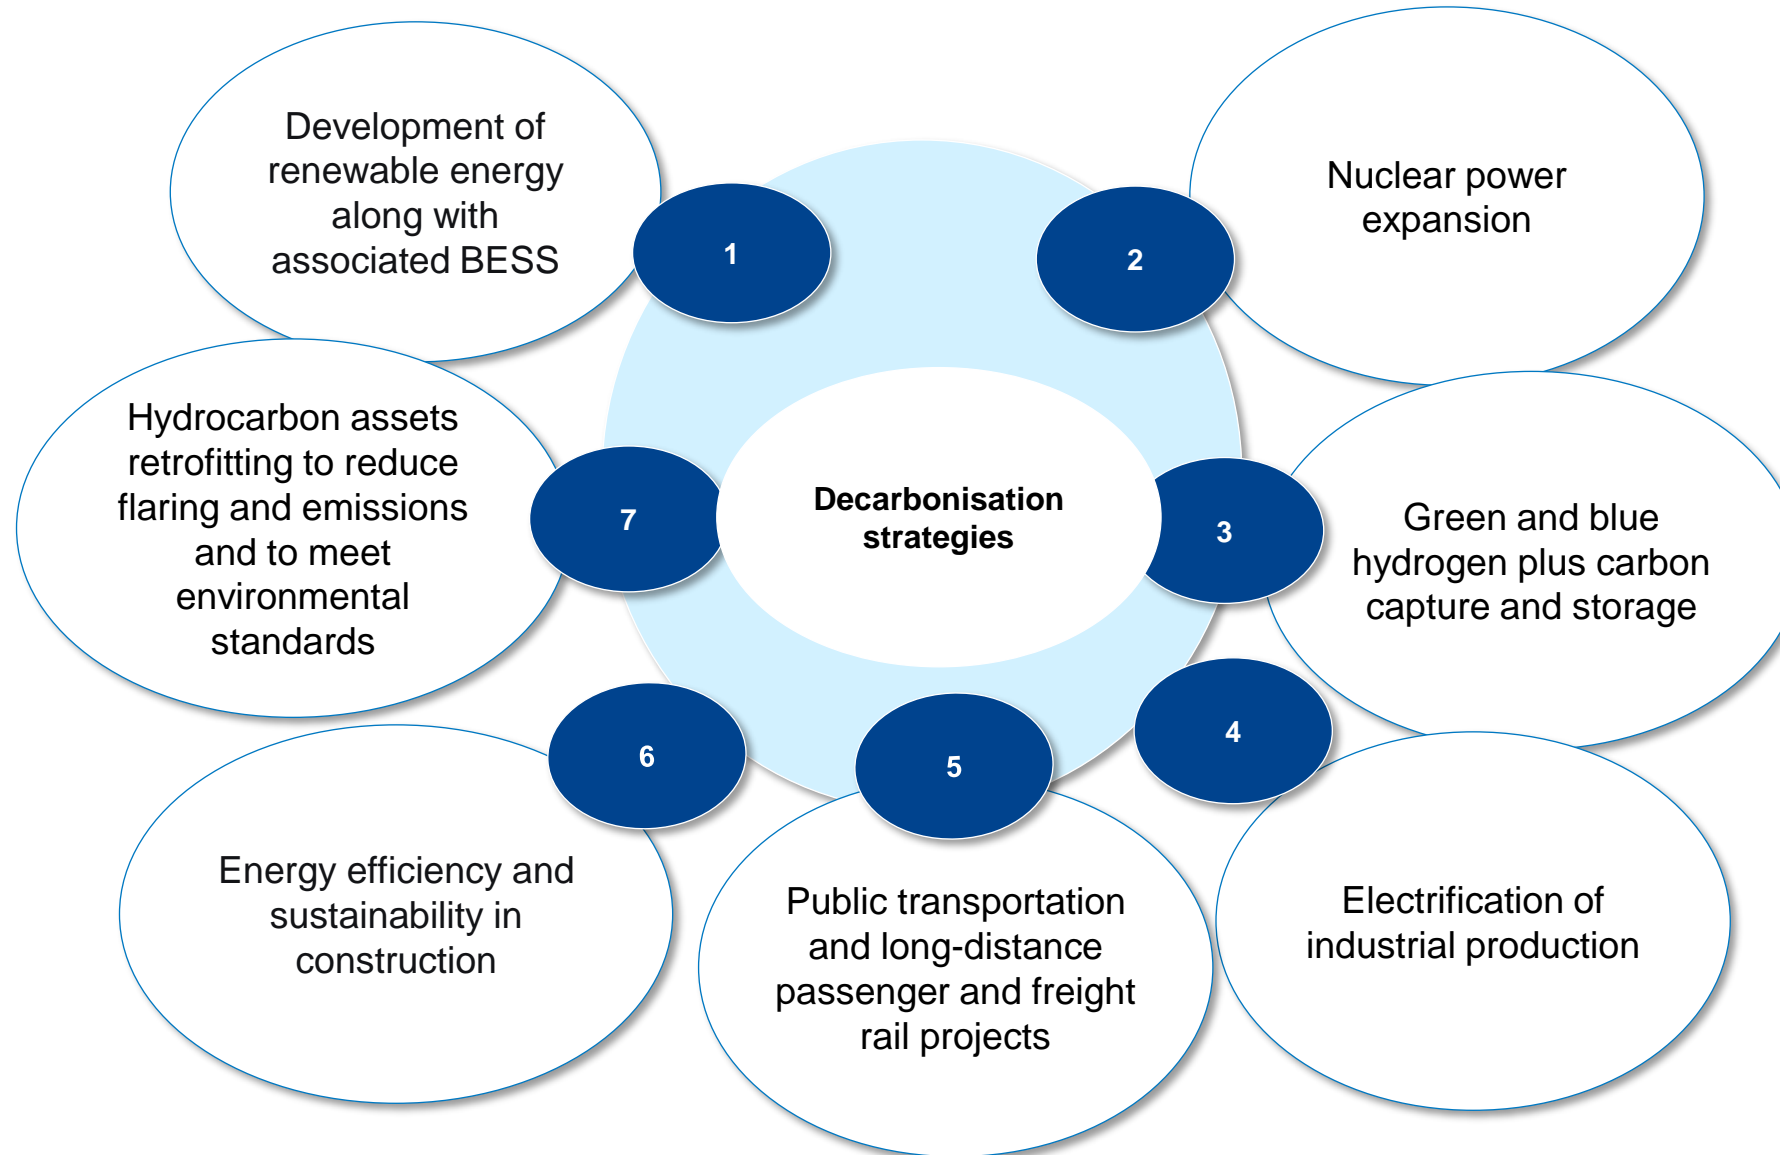 Decarbonisation
strategies
1
Development of
renewable energy
along with
associated BESS
2
Nuclear power
expansion
3
Green and blue
hydrogen plus carbon
capture and storage
4
Electrification of
industrial production
5
Public transportation
and long-distance
passenger and freight
rail projects
6
Energy efficiency and
sustainability in
construction
7
Hydrocarbon assets
retrofitting to reduce
flaring and emissions
and to meet
environmental
standards